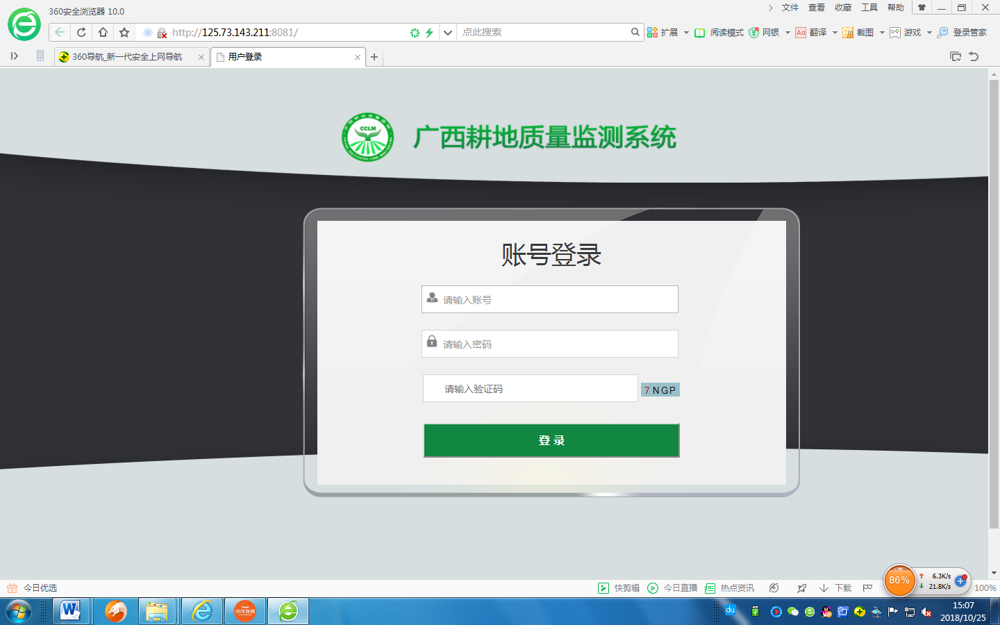 360安全浏览器 10.0
文件 查看 收藏 工具 帮助
http://125.73.143.211:8081/
点此搜索
扩展 阅读模式 网银 翻译 截图 游戏 登录管家
360导航_新一代安全上网导航
用户登录
CCLM
广西耕地质量监测系统
账号登录
请输入账号
请输入密码
请输入验证码
7NGP
登 录
今日优选
快剪辑 今日直播 热点资讯 下载 100%
86%
6.3K/s
21.8K/s
小牛在线
du
15:07
2018/10/25